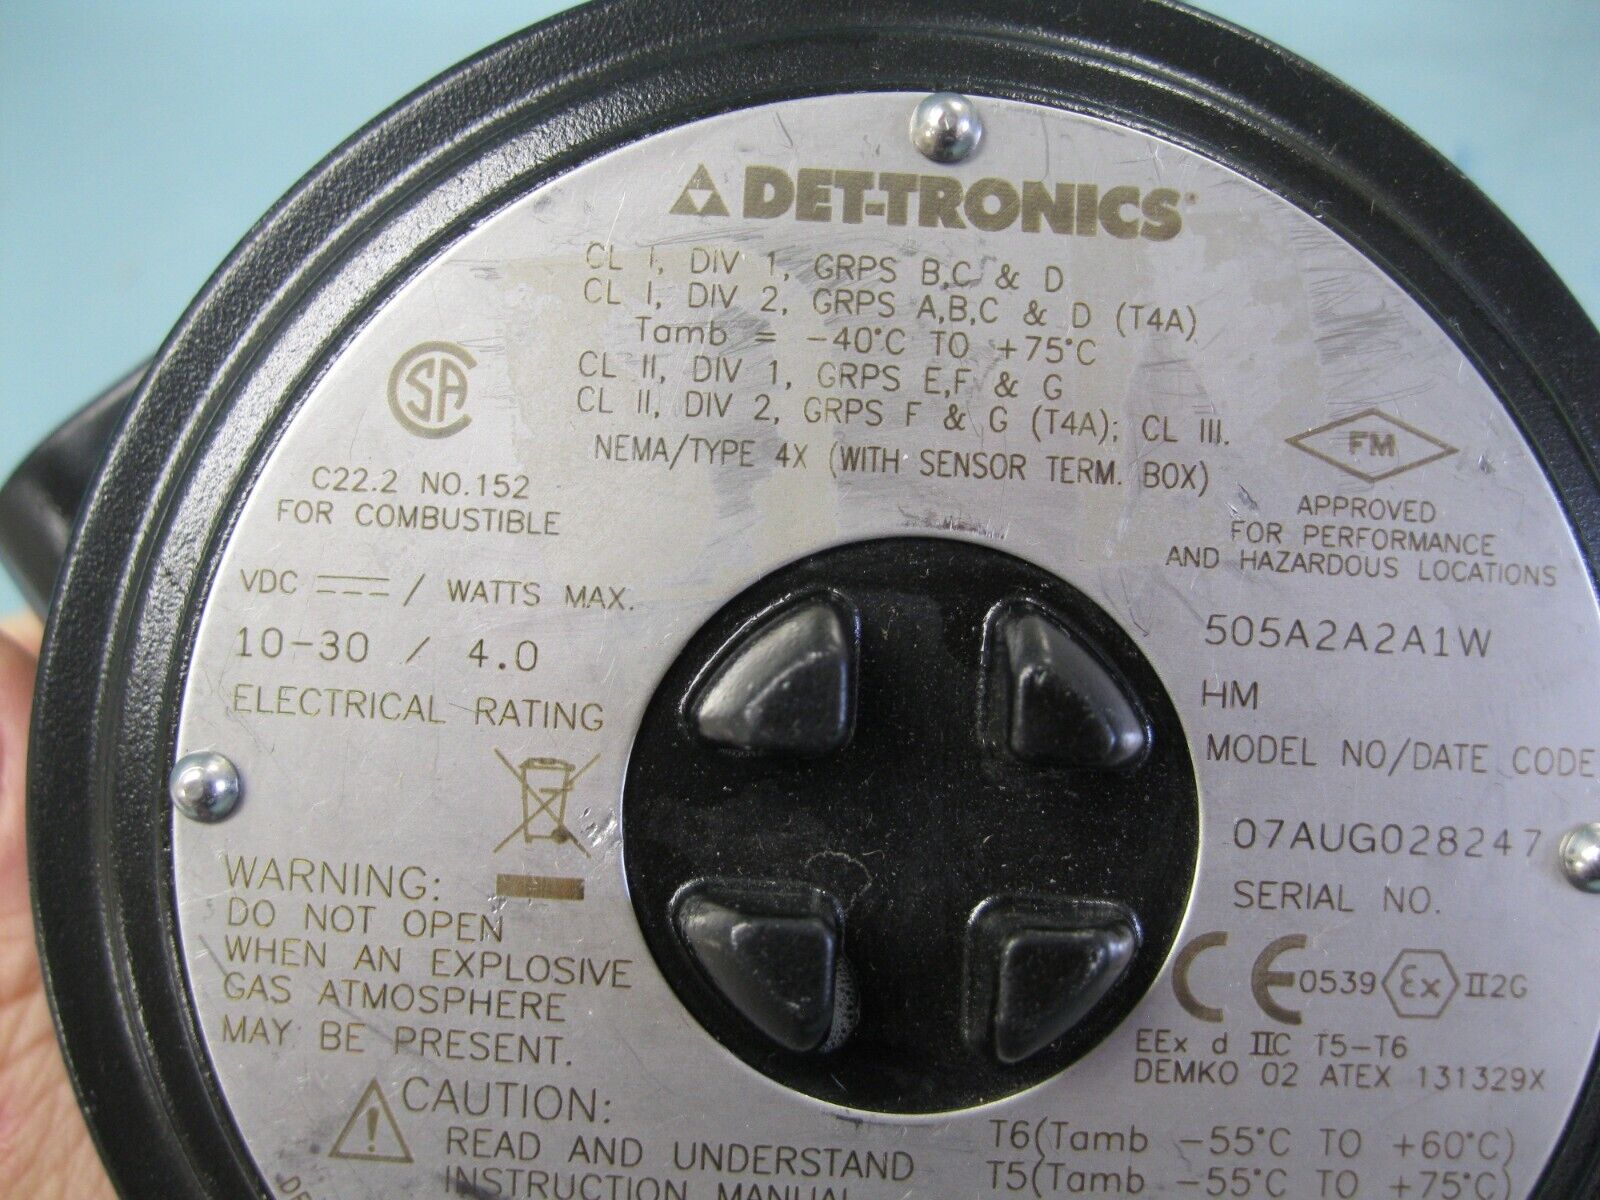 DET-TRONICS
CL I, DIV 1, GRPS B,C & D
CL I, DIV 2, GRPS A,B,C & D (T4A)
Tamb = -40°C TO +75°C
CL II, DIV 1, GRPS E,F & G
CL II, DIV 2, GRPS F & G (T4A); CL III.
NEMA/TYPE 4X (WITH SENSOR TERM. BOX)
CSA
C22.2 NO.152
FOR COMBUSTIBLE
FM
APPROVED
FOR PERFORMANCE
AND HAZARDOUS LOCATIONS
VDC / WATTS MAX.
10-30 / 4.0
ELECTRICAL RATING
505A2A2A1W
HM
MODEL NO/DATE CODE
07AUG028247
SERIAL NO.
WARNING:
DO NOT OPEN
WHEN AN EXPLOSIVE
GAS ATMOSPHERE
MAY BE PRESENT.
CE 0539 Ex II2G
EEx d IIC T5-T6
DEMKO 02 ATEX 131329X
CAUTION:
READ AND UNDERSTAND
INSTRUCTION MANUAL
T6(Tamb -55°C TO +60°C)
T5(Tamb -55°C TO +75°C)